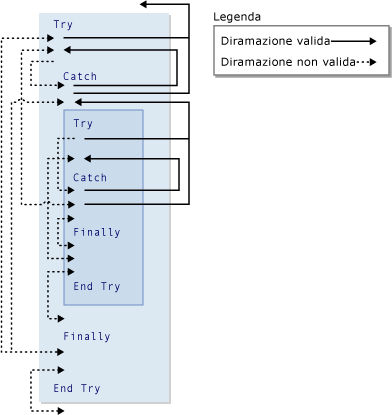 Try
Catch
Try
Catch
Finally
End Try
Finally
End Try
Legenda
Diramazione valida
Diramazione non valida